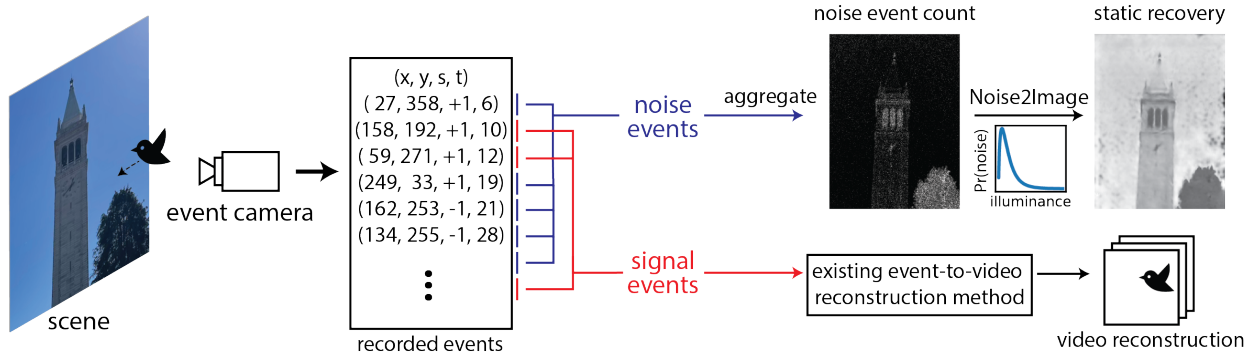 scene
event camera
(x, y, s, t)
( 27, 358, +1, 6)
(158, 192, +1, 10)
( 59, 271, +1, 12)
(249, 33, +1, 19)
(162, 253, -1, 21)
(134, 255, -1, 28)
recorded events
noise
events
aggregate
noise event count
Noise2Image
Pr(noise)
illuminance
static recovery
signal
events
existing event-to-video
reconstruction method
video reconstruction